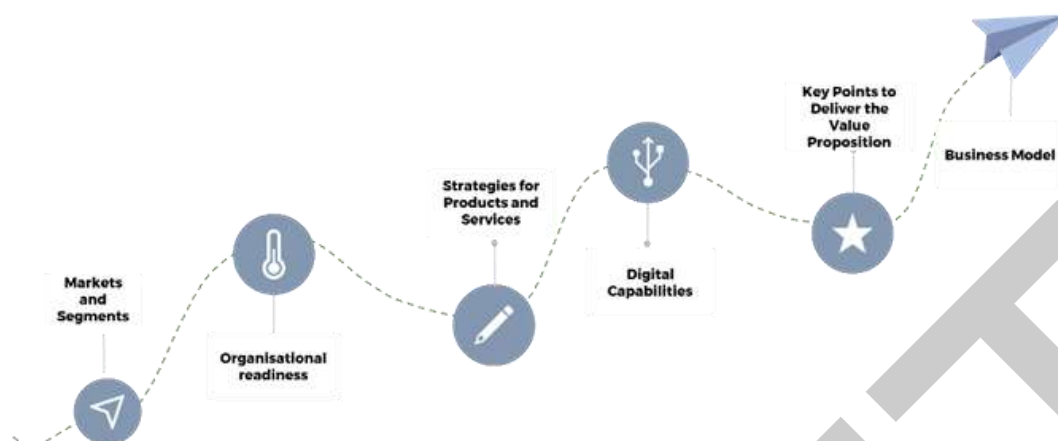 Markets
and
Segments
Organisational
readiness
Strategies for
Products and
Services
Digital
Capabilities
Key Points to
Deliver the
Value
Proposition
Business Model